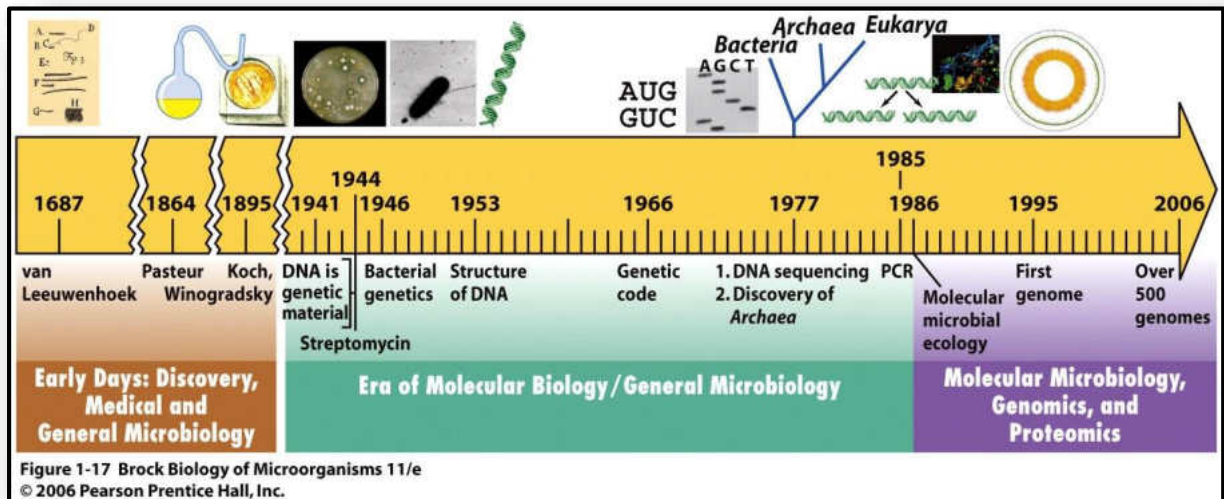 A.
D
B.
C.
E:
F
G
Bacteria
Archaea
Eukarya
A G C T
AUG
GUC
1687
1864
1895
1941
1944
1946
1953
1966
1977
1985
1986
1995
2006
van
Leeuwenhoek
Pasteur
Koch,
Winogradsky
DNA is
genetic
material
Streptomycin
Bacterial
genetics
Structure
of DNA
Genetic
code
1. DNA sequencing
2. Discovery of
Archaea
PCR
Molecular
microbial
ecology
First
genome
Over
500
genomes
Early Days: Discovery,
Medical and
General Microbiology
Era of Molecular Biology/General Microbiology
Molecular Microbiology,
Genomics, and
Proteomics
Figure 1-17 Brock Biology of Microorganisms 11/e
© 2006 Pearson Prentice Hall, Inc.